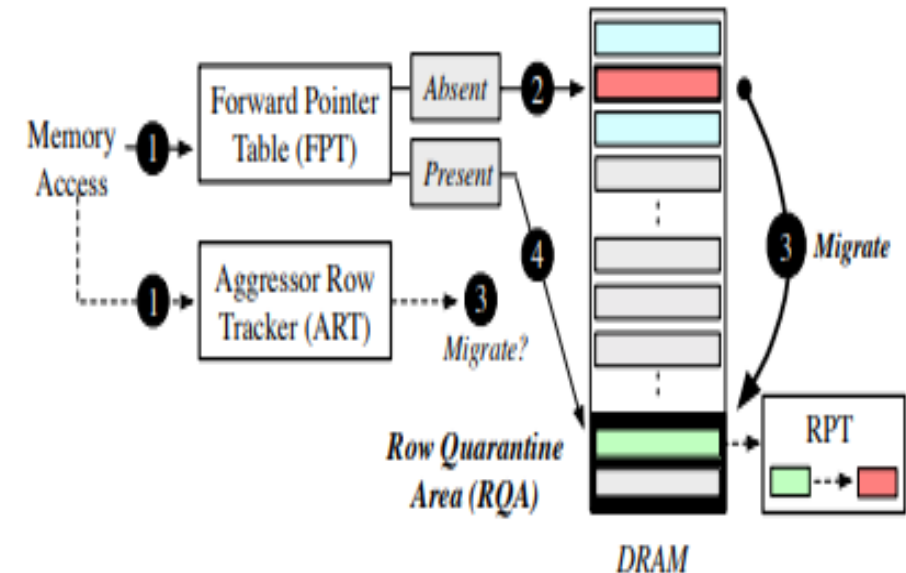 Memory
Access
1
1
Forward Pointer
Table (FPT)
Absent
Present
2
4
Aggressor Row
Tracker (ART)
3
Migrate?
3
Migrate
Row Quarantine
Area (RQA)
RPT
DRAM